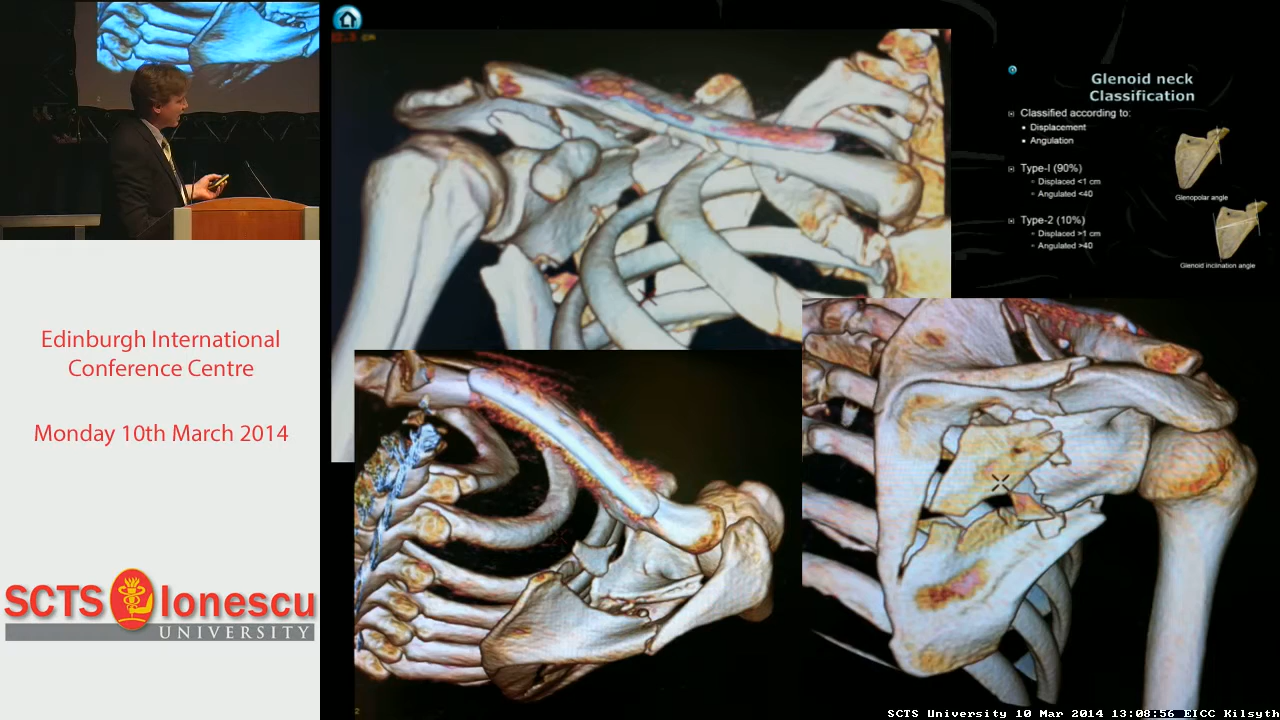 Edinburgh International
Conference Centre
Monday 10th March 2014
SCTS Ionescu
UNIVERSITY
Glenoid neck
Classification
Classified according to:
Displacement
Angulation
Type-I (90%)
Displaced <1 cm
Angulated <40
Type-2 (10%)
Displaced >1 cm
Angulated >40
Glenopolar angle
Glenoid inclination angle
SCTS University 10 Mar 2014 13:08:56 EICC Kilsyth